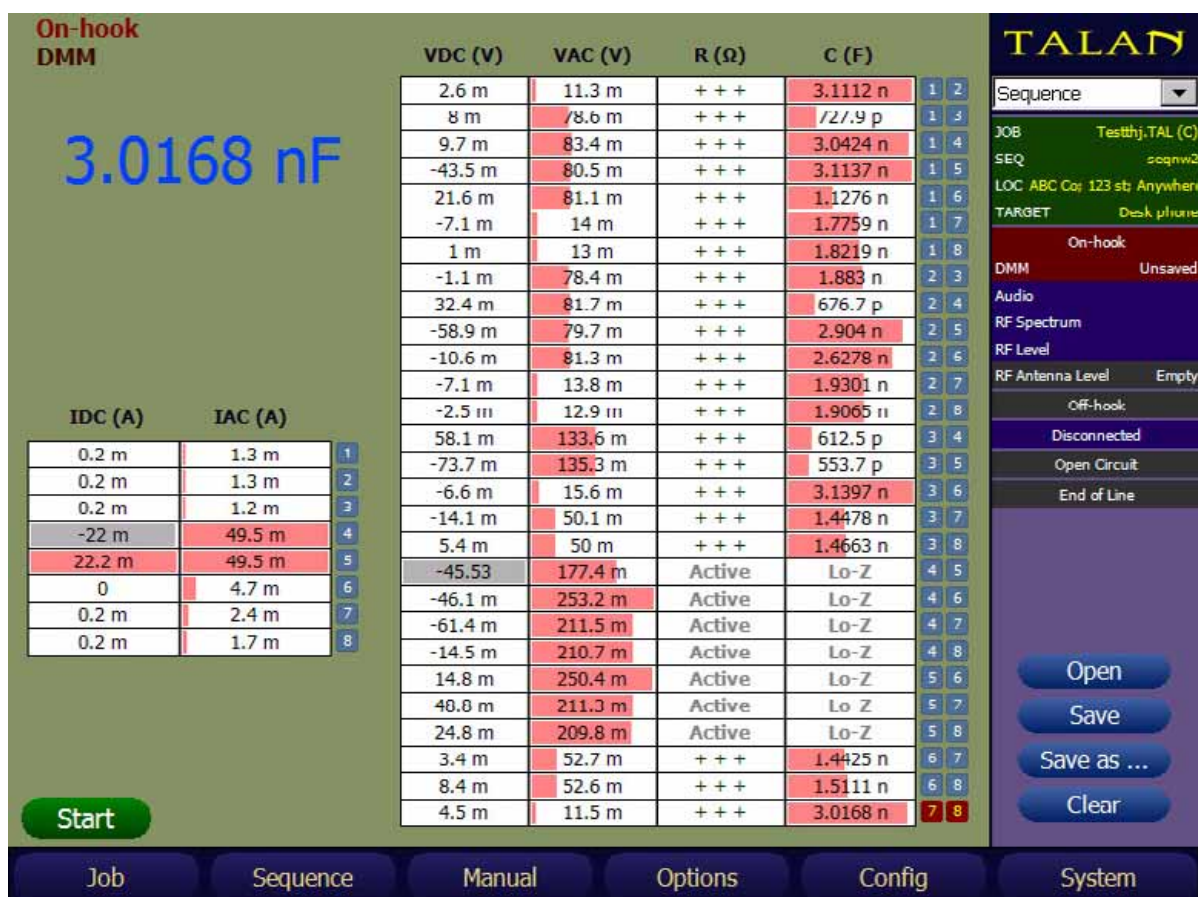 On-hook
DMM
3.0168 nF
VDC (V) VAC (V) R (Ω) C (F)
2.6 m 11.3 m + + + 3.1112 n 1 2
8 m 78.6 m + + + 727.9 p 1 3
9.7 m 83.4 m + + + 3.0424 n 1 4
-43.5 m 80.5 m + + + 3.1137 n 1 5
21.6 m 81.1 m + + + 1.1276 n 1 6
-7.1 m 14 m + + + 1.7759 n 1 7
1 m 13 m + + + 1.8219 n 1 8
-1.1 m 78.4 m + + + 1.883 n 2 3
32.4 m 81.7 m + + + 676.7 p 2 4
-58.9 m 79.7 m + + + 2.904 n 2 5
-10.6 m 81.3 m + + + 2.6278 n 2 6
-7.1 m 13.8 m + + + 1.9301 n 2 7
-2.5 m 12.9 m + + + 1.9065 n 2 8
58.1 m 133.6 m + + + 612.5 p 3 4
-73.7 m 135.3 m + + + 553.7 p 3 5
-6.6 m 15.6 m + + + 3.1397 n 3 6
-14.1 m 50.1 m + + + 1.4478 n 3 7
5.4 m 50 m + + + 1.4663 n 3 8
-45.53 177.4 m Active Lo-Z 4 5
-46.1 m 253.2 m Active Lo-Z 4 6
-61.4 m 211.5 m Active Lo-Z 4 7
-14.5 m 210.7 m Active Lo-Z 4 8
14.8 m 250.4 m Active Lo-Z 5 6
48.8 m 211.3 m Active Lo-Z 5 7
24.8 m 209.8 m Active Lo-Z 5 8
3.4 m 52.7 m + + + 1.4425 n 6 7
8.4 m 52.6 m + + + 1.5111 n 6 8
4.5 m 11.5 m + + + 3.0168 n 7 8
IDC (A) IAC (A)
0.2 m 1.3 m 1
0.2 m 1.3 m 2
0.2 m 1.2 m 3
-22 m 49.5 m 4
22.2 m 49.5 m 5
0 4.7 m 6
0.2 m 2.4 m 7
0.2 m 1.7 m 8
Start
TALAN
Sequence
JOB Testthj.TAL (C)
SEQ seqnw2
LOC ABC Co; 123 st; Anywher
TARGET Desk phone
On-hook
DMM Unsaved
Audio
RF Spectrum
RF Level
RF Antenna Level Empty
Off-hook
Disconnected
Open Circuit
End of Line
Open
Save
Save as ...
Clear
Job Sequence Manual Options Config System